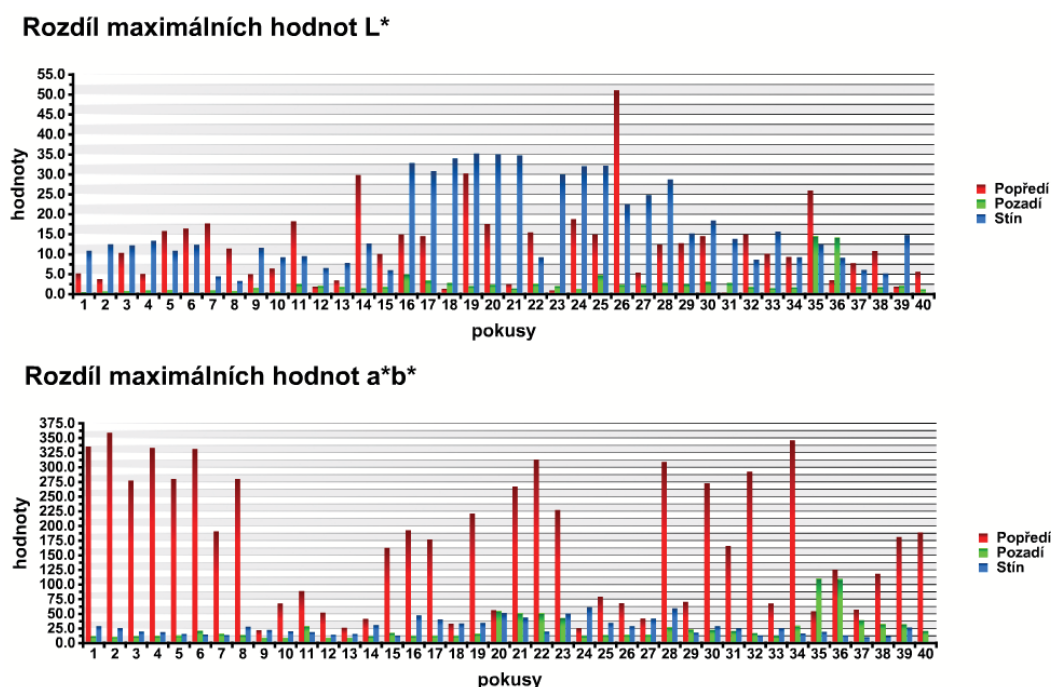 Rozdíl maximálních hodnot L*
55.0
50.0
45.0
40.0
35.0
30.0
25.0
20.0
15.0
10.0
5.0
0.0
hodnoty
1 2 3 4 5 6 7 8 9 10 11 12 13 14 15 16 17 18 19 20 21 22 23 24 25 26 27 28 29 30 31 32 33 34 35 36 37 38 39 40
pokusy
Popředí
Pozadí
Stín
Rozdíl maximálních hodnot a*b*
375.0
350.0
325.0
300.0
275.0
250.0
225.0
200.0
175.0
150.0
125.0
100.0
75.0
50.0
25.0
0.0
hodnoty
1 2 3 4 5 6 7 8 9 10 11 12 13 14 15 16 17 18 19 20 21 22 23 24 25 26 27 28 29 30 31 32 33 34 35 36 37 38 39 40
pokusy
Popředí
Pozadí
Stín